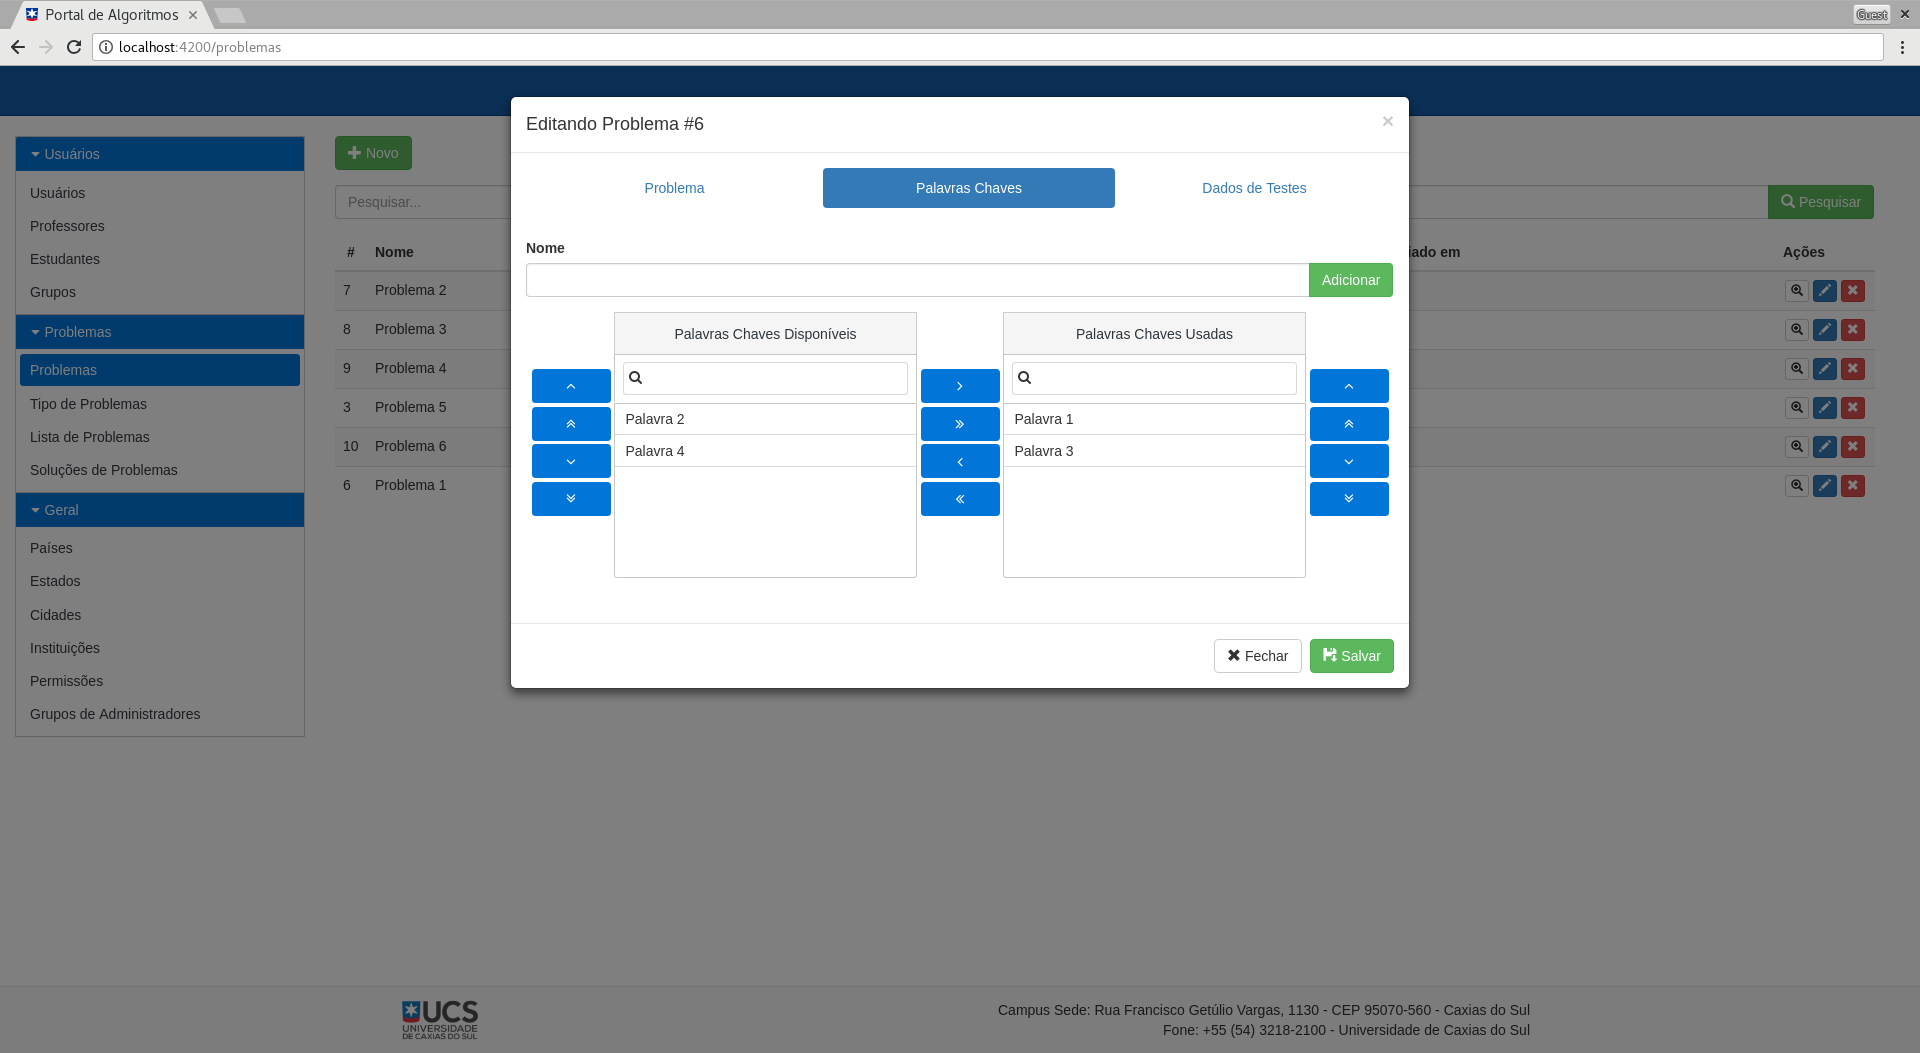 Portal de Algoritmos
Guest
localhost:4200/problemas
Editando Problema #6
×
Problema
Palavras Chaves
Dados de Testes
Nome
Adicionar
Palavras Chaves Disponíveis
Palavra 2
Palavra 4
Palavras Chaves Usadas
Palavra 1
Palavra 3
Fechar
Salvar
Usuários
Usuários
Professores
Estudantes
Grupos
Problemas
Problemas
Tipo de Problemas
Lista de Problemas
Soluções de Problemas
Geral
Países
Estados
Cidades
Instituições
Permissões
Grupos de Administradores
Novo
Pesquisar...
Pesquisar
# Nome iado em Ações
7 Problema 2
8 Problema 3
9 Problema 4
3 Problema 5
10 Problema 6
6 Problema 1
UCS
UNIVERSIDADE
DE CAXIAS DO SUL
Campus Sede: Rua Francisco Getúlio Vargas, 1130 - CEP 95070-560 - Caxias do Sul
Fone: +55 (54) 3218-2100 - Universidade de Caxias do Sul